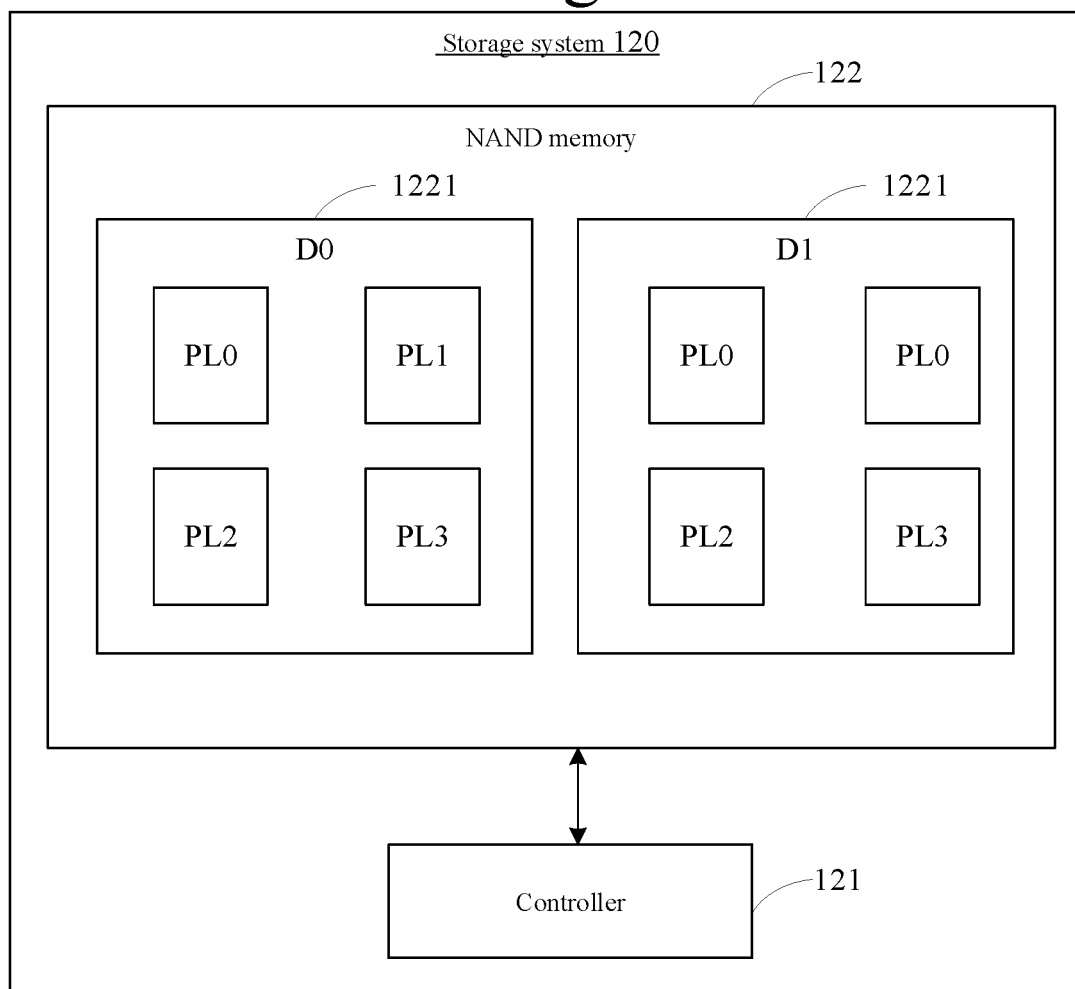 Storage system 120
122
NAND memory
1221 1221
D0 D1
PL0 PL1 PL0 PL0
PL2 PL3 PL2 PL3
Controller
121